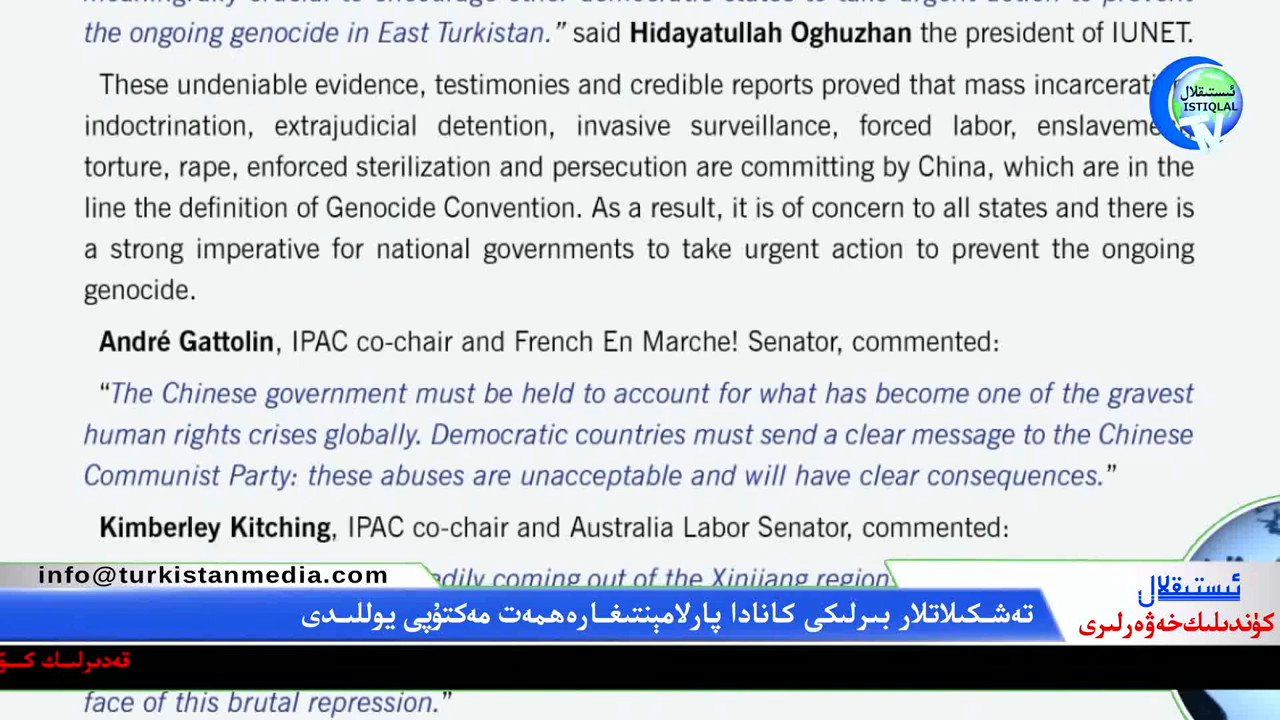 the ongoing genocide in East Turkistan.” said Hidayatullah Oghuzhan the president of IUNET.
ئىستىقلال
ISTIQLAL
TV
These undeniable evidence, testimonies and credible reports proved that mass incarceration,
indoctrination, extrajudicial detention, invasive surveillance, forced labor, enslavement,
torture, rape, enforced sterilization and persecution are committing by China, which are in the
line the definition of Genocide Convention. As a result, it is of concern to all states and there is
a strong imperative for national governments to take urgent action to prevent the ongoing
genocide.
André Gattolin, IPAC co-chair and French En Marche! Senator, commented:
“The Chinese government must be held to account for what has become one of the gravest
human rights crises globally. Democratic countries must send a clear message to the Chinese
Communist Party: these abuses are unacceptable and will have clear consequences.”
Kimberley Kitching, IPAC co-chair and Australia Labor Senator, commented:
coming out of the Xinjiang region
info@turkistanmedia.com
تەشكىلاتلار بىرلىكى كانادا پارلامېنتىغارەھمەت مەكتۇپى يوللىدى
ئىستىقلال
كۈندىلىكخەۋەرلىرى
قەدىرلىك
face of this brutal repression.”